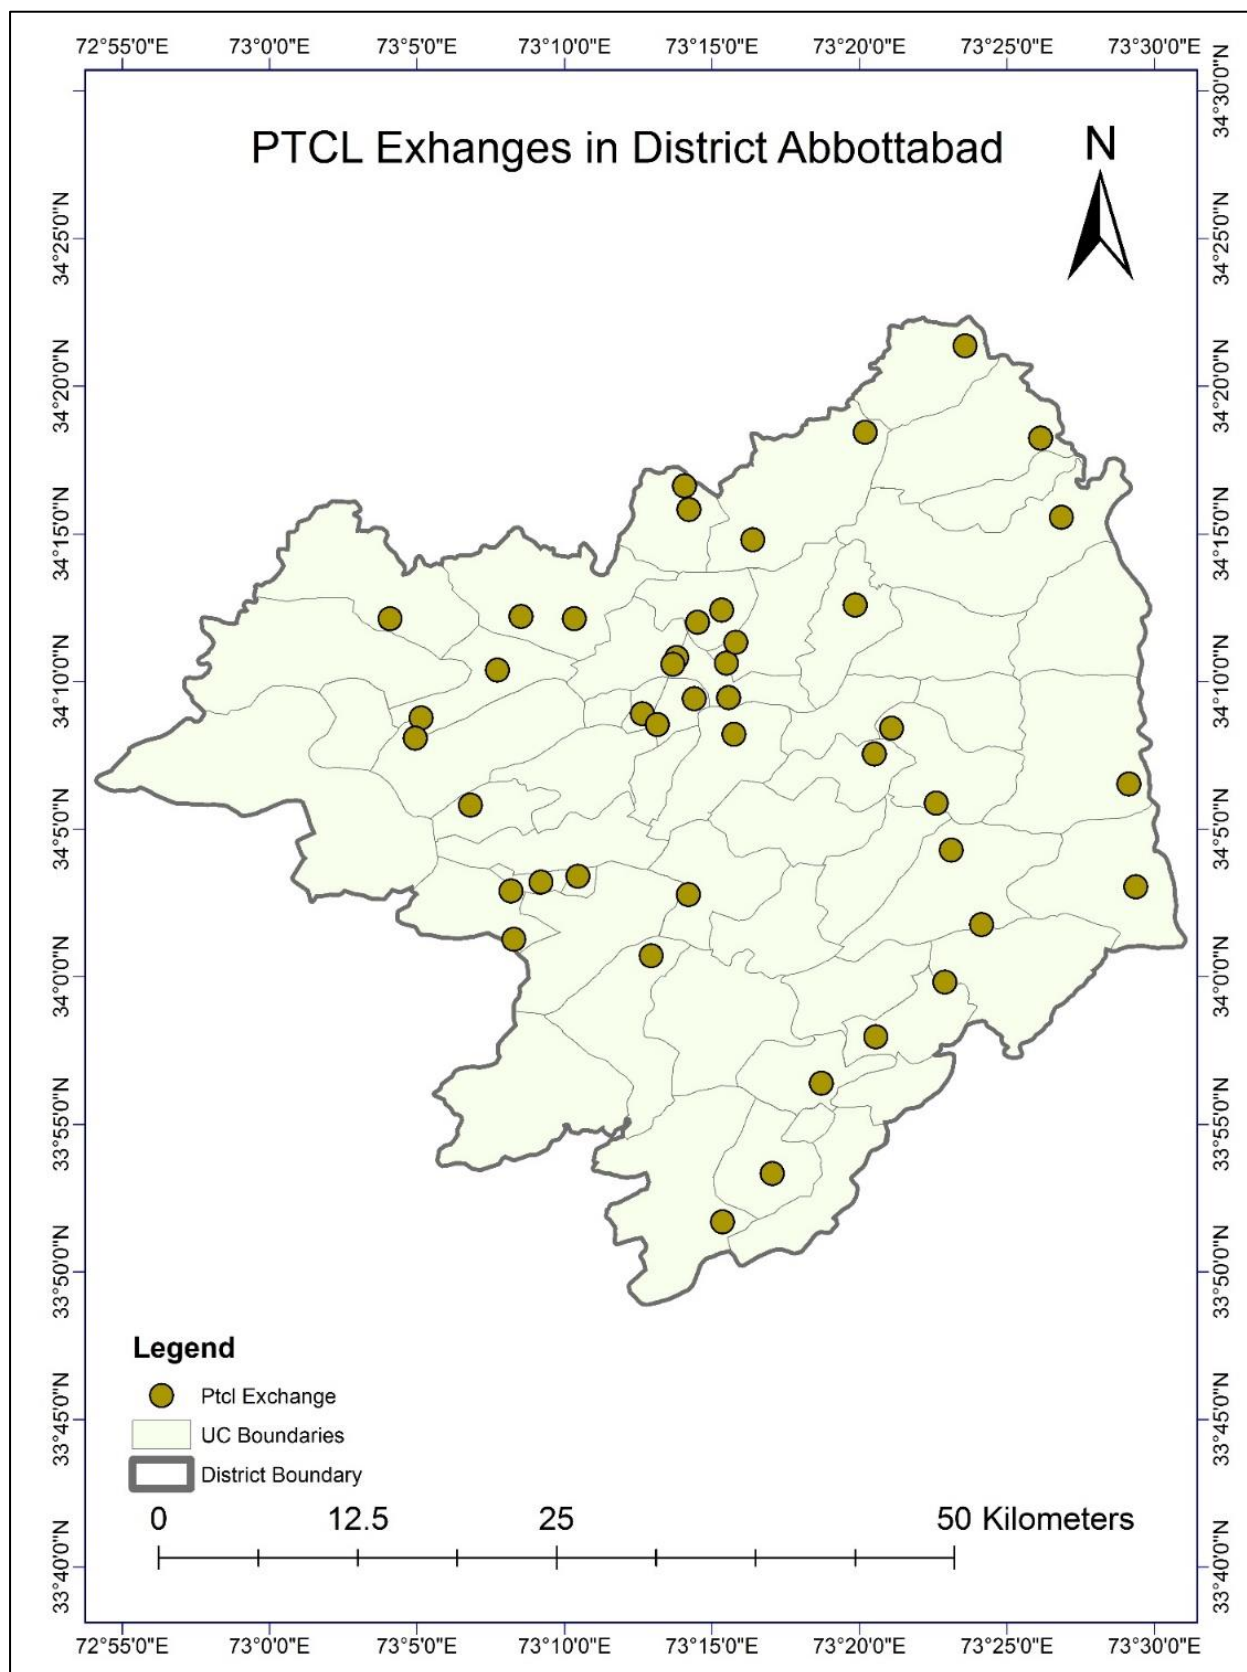 72°55'0"E 73°0'0"E 73°5'0"E 73°10'0"E 73°15'0"E 73°20'0"E 73°25'0"E 73°30'0"E
PTCL Exhanges in District Abbottabad
N
34°30'0"N
34°25'0"N 34°25'0"N
34°20'0"N 34°20'0"N
34°15'0"N 34°15'0"N
34°10'0"N 34°10'0"N
34°5'0"N 34°5'0"N
34°0'0"N 34°0'0"N
33°55'0"N 33°55'0"N
33°50'0"N 33°50'0"N
33°45'0"N 33°45'0"N
33°40'0"N 33°40'0"N
Legend
Ptcl Exchange
UC Boundaries
District Boundary
0 12.5 25 50 Kilometers
72°55'0"E 73°0'0"E 73°5'0"E 73°10'0"E 73°15'0"E 73°20'0"E 73°25'0"E 73°30'0"E